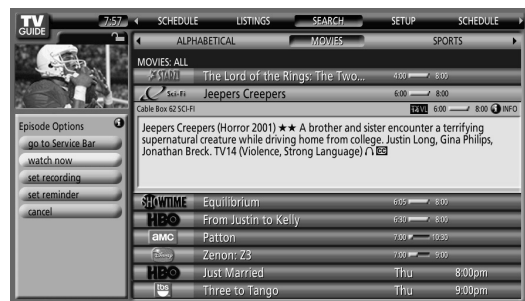 TV GUIDE
7:57
SCHEDULE LISTINGS SEARCH SETUP SCHEDULE
ALPHABETICAL MOVIES SPORTS
MOVIES: ALL
STARZ! The Lord of the Rings: The Two... 4:00 8:00
Sci-Fi Jeepers Creepers 6:00 8:00
Cable Box 62 SCI-FI 14 VL 6:00 8:00 INFO
Jeepers Creepers (Horror 2001) ★★ A brother and sister encounter a terrifying
supernatural creature while driving home from college. Justin Long, Gina Philips,
Jonathan Breck. TV14 (Violence, Strong Language) CC
Episode Options
go to Service Bar
watch now
set recording
set reminder
cancel
SHOWTIME Equilibrium 6:05 8:00
HBO From Justin to Kelly 6:30 8:00
amc Patton 7:00 10:30
Disney Zenon: Z3 7:00 9:00
HBO Just Married Thu 8:00pm
tbs Three to Tango Thu 9:00pm